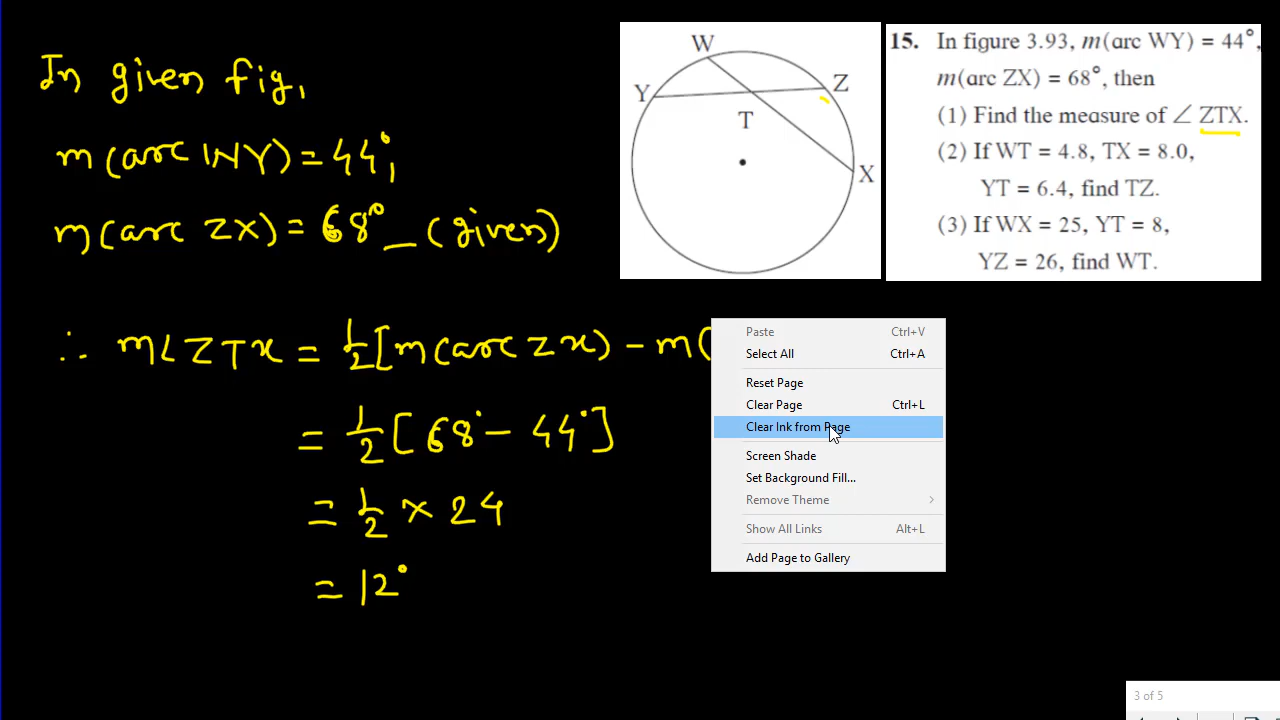 In given fig,
m(arc WY) = 44°,
m(arc ZX) = 68° _ (given)
∴ m∠ZTX = 1/2 [m(arc ZX) - m(
= 1/2 [68° - 44°]
= 1/2 × 24
= 12°
W
Y
Z
T
X
15. In figure 3.93, m(arc WY) = 44°,
m(arc ZX) = 68°, then
(1) Find the measure of ∠ ZTX.
(2) If WT = 4.8, TX = 8.0,
YT = 6.4, find TZ.
(3) If WX = 25, YT = 8,
YZ = 26, find WT.
Paste Ctrl+V
Select All Ctrl+A
Reset Page
Clear Page Ctrl+L
Clear Ink from Page
Screen Shade
Set Background Fill...
Remove Theme
Show All Links Alt+L
Add Page to Gallery
3 of 5